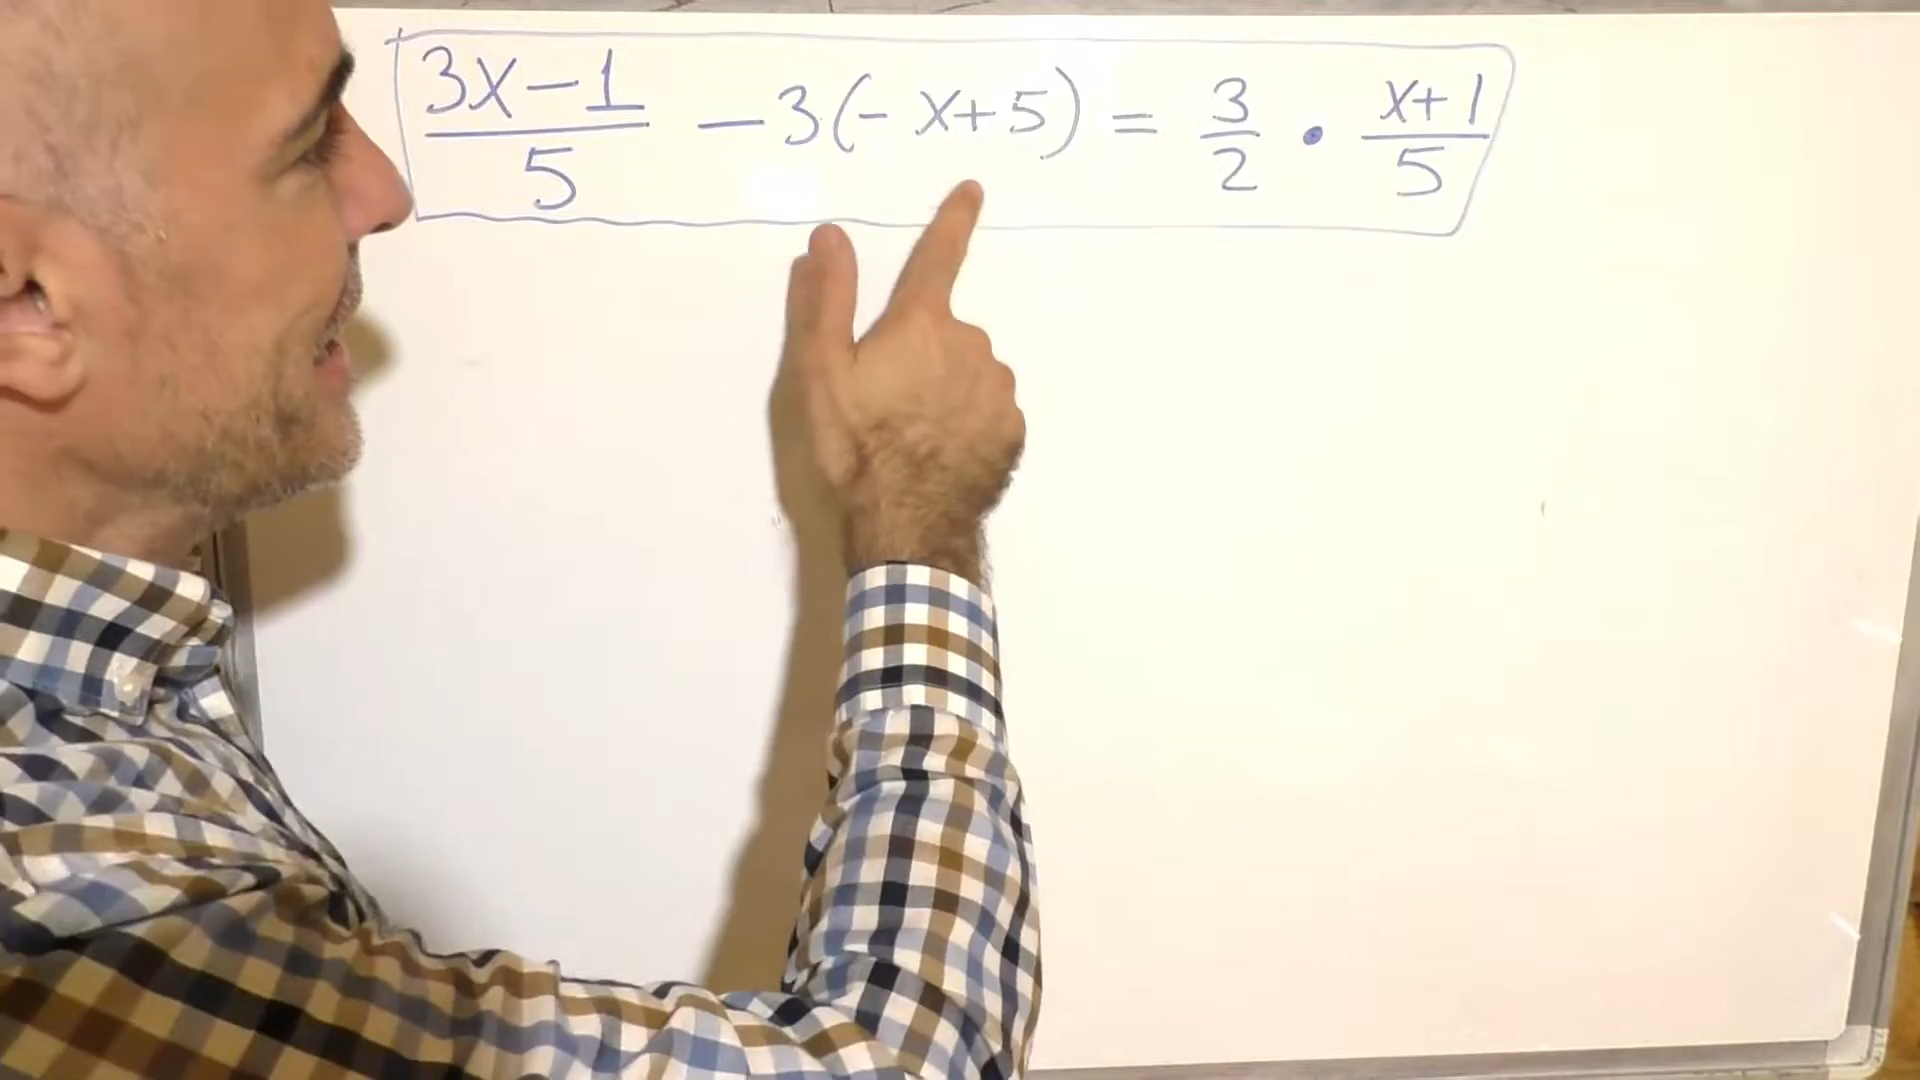 (3x-1)/5 -3(-x+5) = 3/2 • (x+1)/5